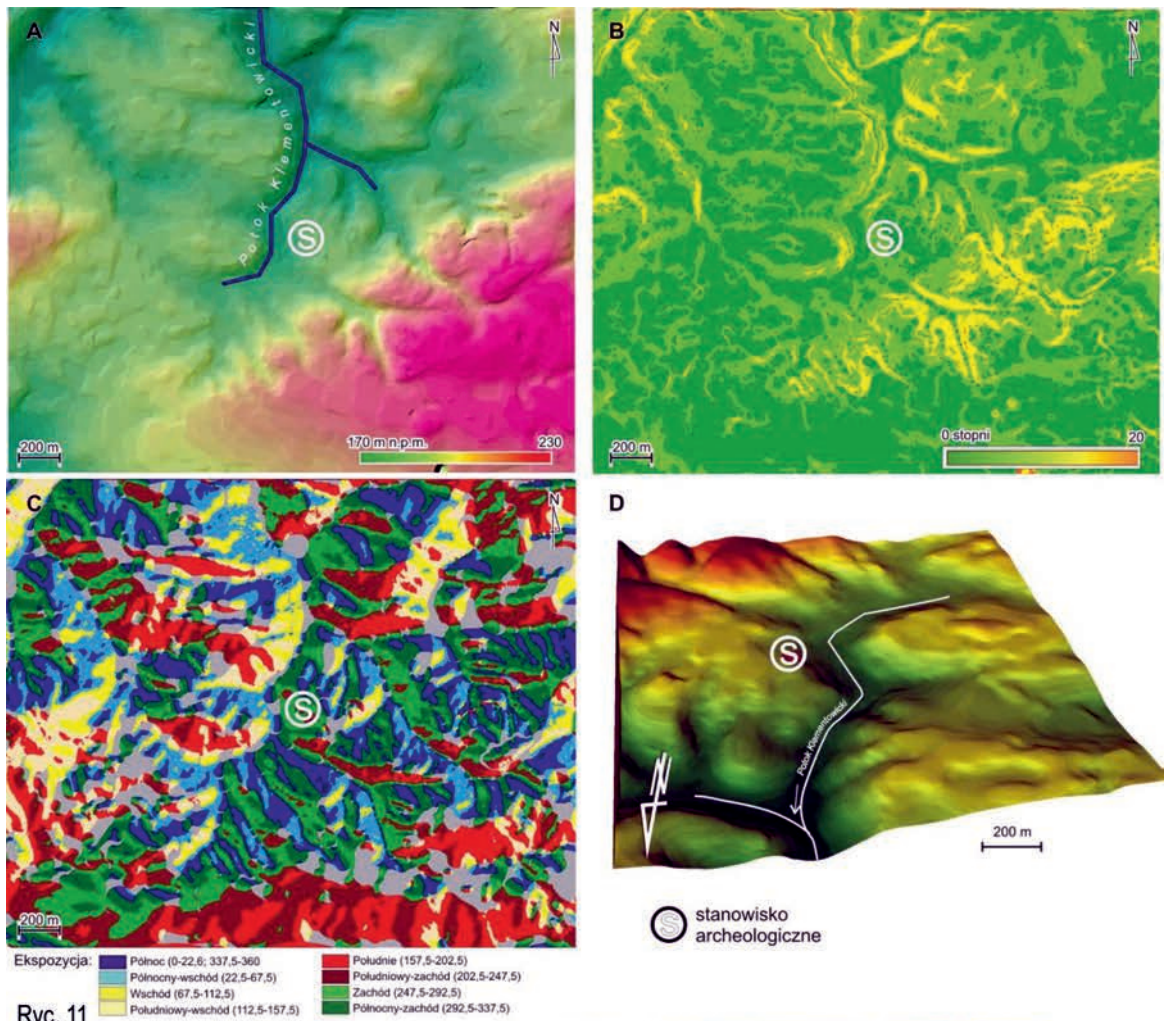 A
Potok Klementowicki
N
S
200 m
170 m n.p.m. 230
B
N
S
200 m
0 stopni 20
C
N
S
200 m
Ekspozycja:
Północ (0-22,6; 337,5-360
Północny-wschód (22,5-67,5)
Wschód (67,5-112,5)
Południowy-wschód (112,5-157,5)
Południe (157,5-202,5)
Południowy-zachód (202,5-247,5)
Zachód (247,5-292,5)
Północny-zachód (292,5-337,5)
D
S
Potok Klementowicki
N
200 m
S stanowisko
archeologiczne
Ryc. 11